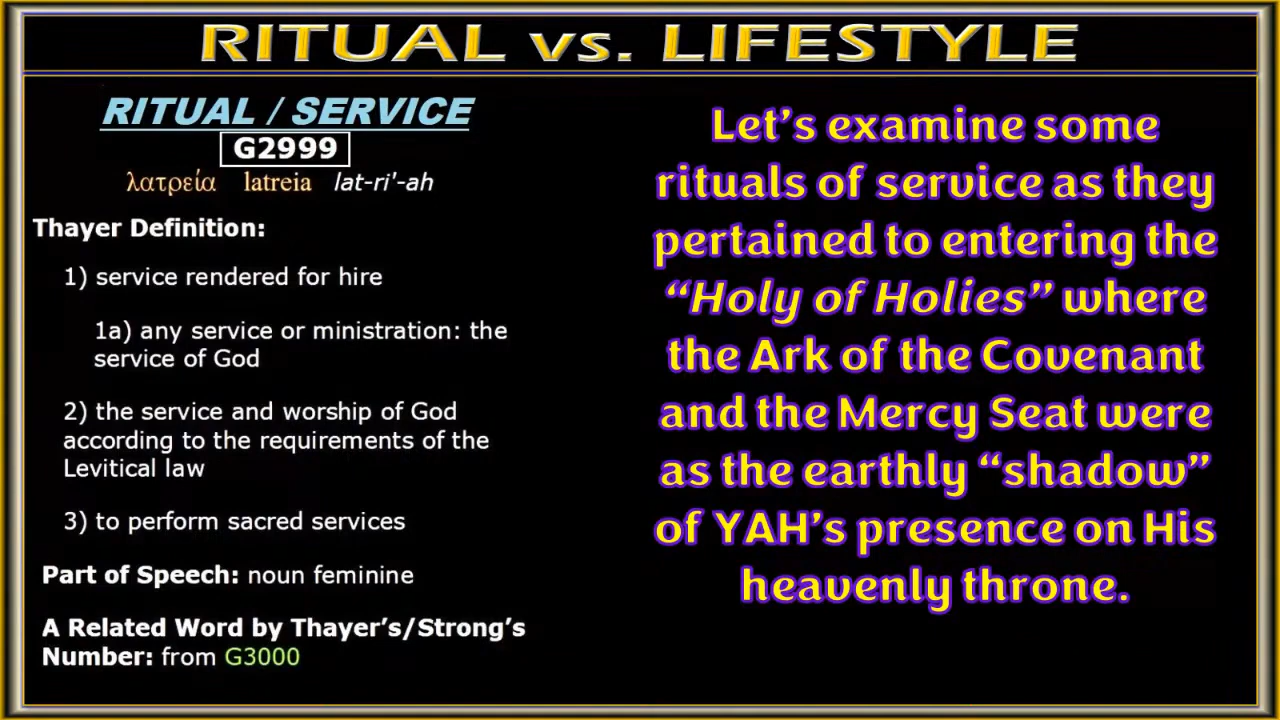 RITUAL vs. LIFESTYLE
RITUAL / SERVICE
G2999
λατρεία latreia lat-ri'-ah
Thayer Definition:
1) service rendered for hire
1a) any service or ministration: the
service of God
2) the service and worship of God
according to the requirements of the
Levitical law
3) to perform sacred services
Part of Speech: noun feminine
A Related Word by Thayer’s/Strong’s
Number: from G3000
Let’s examine some
rituals of service as they
pertained to entering the
“Holy of Holies” where
the Ark of the Covenant
and the Mercy Seat were
as the earthly “shadow”
of YAH’s presence on His
heavenly throne.